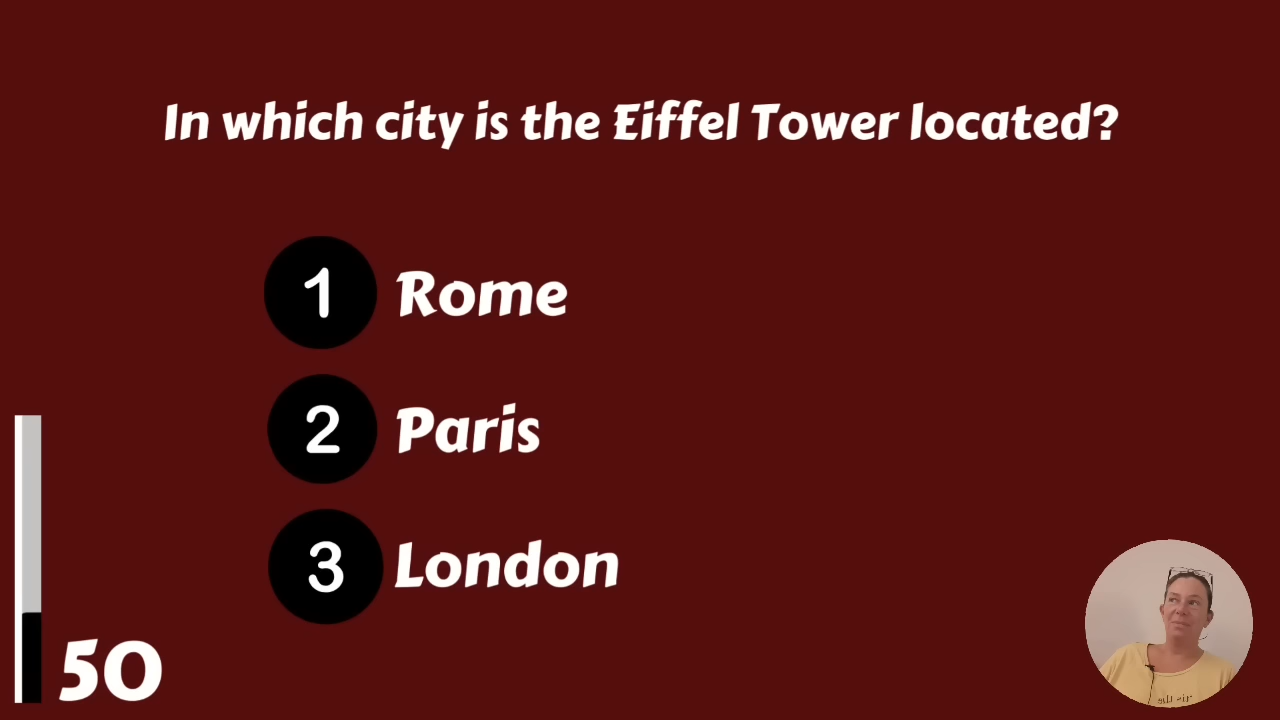 In which city is the Eiffel Tower located?
1 Rome
2 Paris
3 London
50